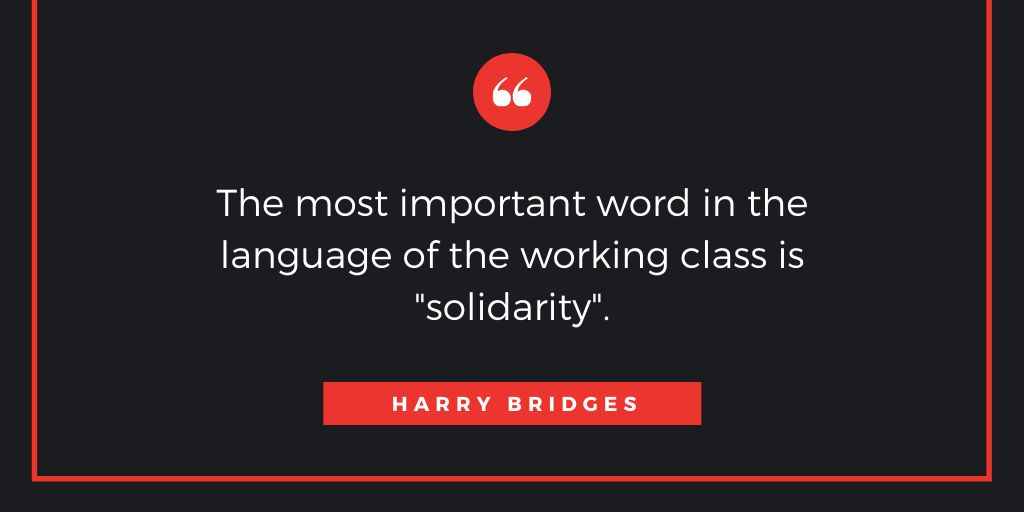 “
The most important word in the
language of the working class is
"solidarity".
HARRY BRIDGES